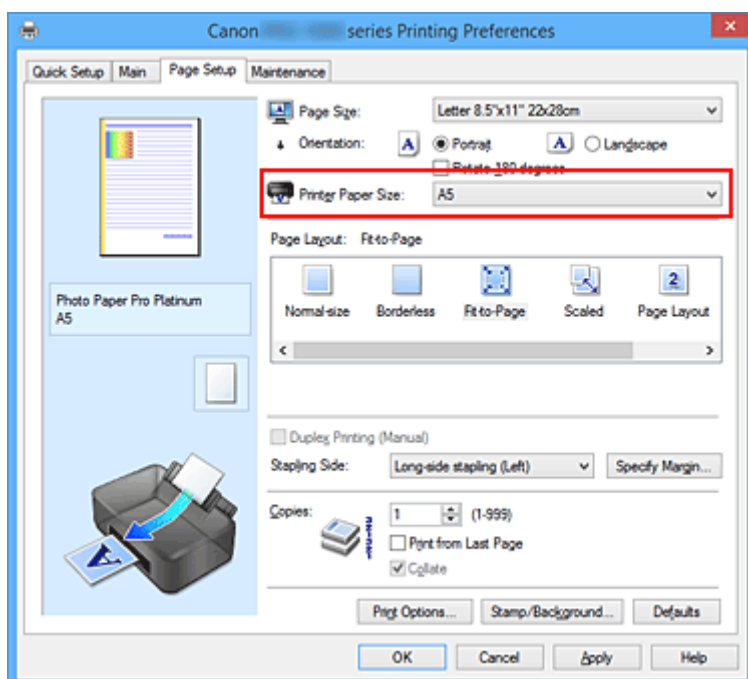 Canon series Printing Preferences
Quick Setup Main Page Setup Maintenance
Page Size: Letter 8.5"x11" 22x28cm
Orientation: A Portrait A Landscape
Rotate 180 degrees
Printer Paper Size: A5
Page Layout: Fit-to-Page
Normal-size Borderless Fit-to-Page Scaled Page Layout
Photo Paper Pro Platinum
A5
Duplex Printing (Manual)
Stapling Side: Long-side stapling (Left) Specify Margin...
Copies: 1 (1-999)
Print from Last Page
Collate
Print Options... Stamp/Background... Defaults
OK Cancel Apply Help